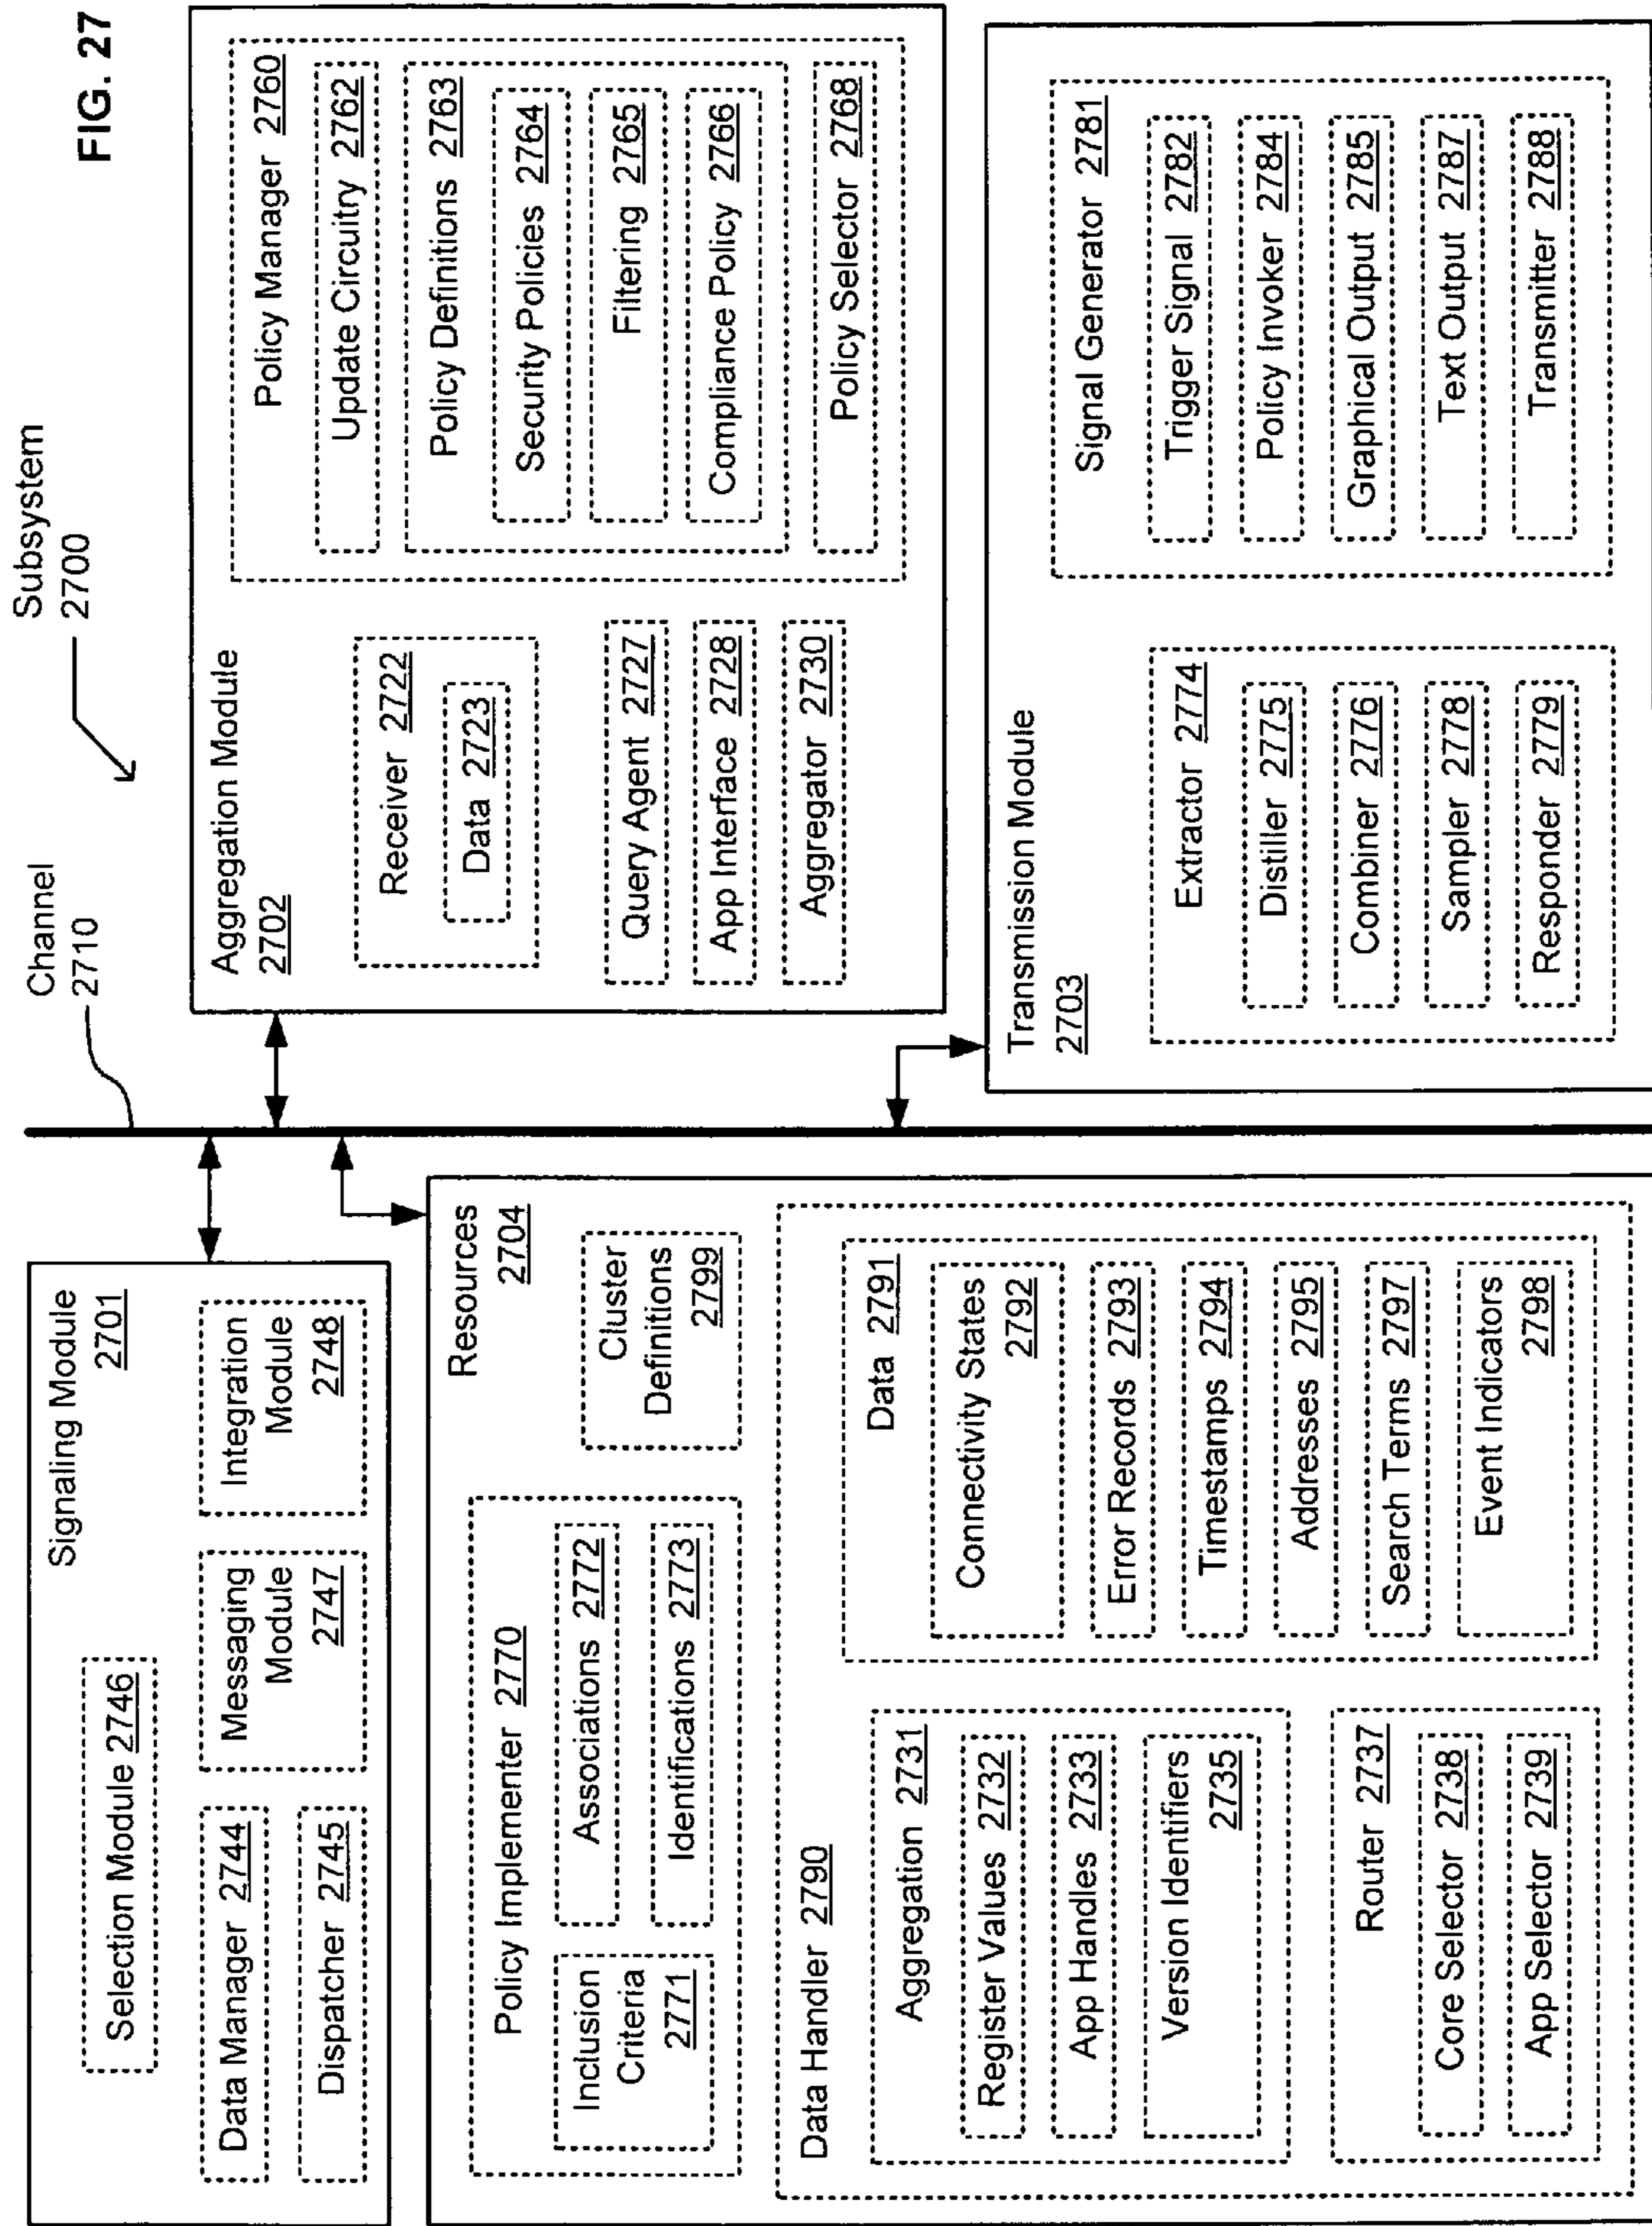 FIG. 27
Subsystem
2700
Channel
2710
Signaling Module
2701
Selection Module 2746
Data Manager 2744
Dispatcher 2745
Messaging
Module
2747
Integration
Module
2748
Resources
2704
Policy Implementer 2770
Inclusion
Criteria
2771
Associations 2772
Identifications 2773
Cluster
Definitions
2799
Data Handler 2790
Aggregation 2731
Register Values 2732
App Handles 2733
Version Identifiers
2735
Router 2737
Core Selector 2738
App Selector 2739
Data 2791
Connectivity States
2792
Error Records 2793
Timestamps 2794
Addresses 2795
Search Terms 2797
Event Indicators
2798
Aggregation Module
2702
Receiver 2722
Data 2723
Query Agent 2727
App Interface 2728
Aggregator 2730
Policy Manager 2760
Update Circuitry 2762
Policy Definitions 2763
Security Policies 2764
Filtering 2765
Compliance Policy 2766
Policy Selector 2768
Transmission Module
2703
Extractor 2774
Distiller 2775
Combiner 2776
Sampler 2778
Responder 2779
Signal Generator 2781
Trigger Signal 2782
Policy Invoker 2784
Graphical Output 2785
Text Output 2787
Transmitter 2788